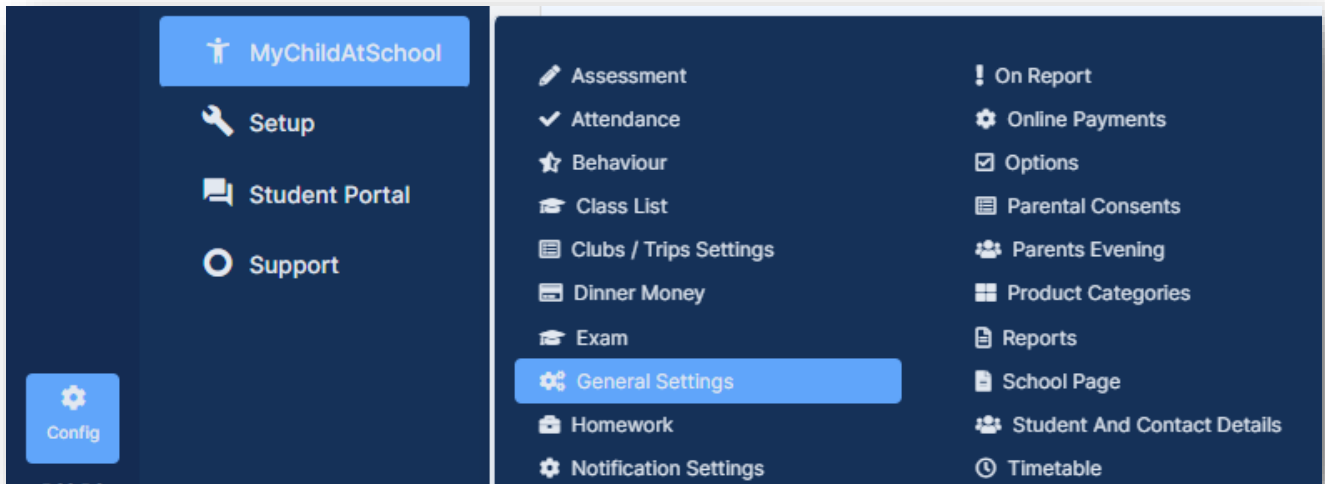 MyChildAtSchool
Setup
Student Portal
Support
Config
Assessment
Attendance
Behaviour
Class List
Clubs / Trips Settings
Dinner Money
Exam
General Settings
Homework
Notification Settings
On Report
Online Payments
Options
Parental Consents
Parents Evening
Product Categories
Reports
School Page
Student And Contact Details
Timetable